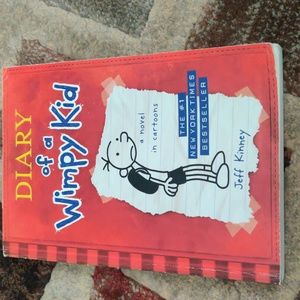 DIARY
of a
Wimpy Kid
a novel
in cartoons
THE #1
NEW YORK TIMES
BESTSELLER
Jeff Kinney